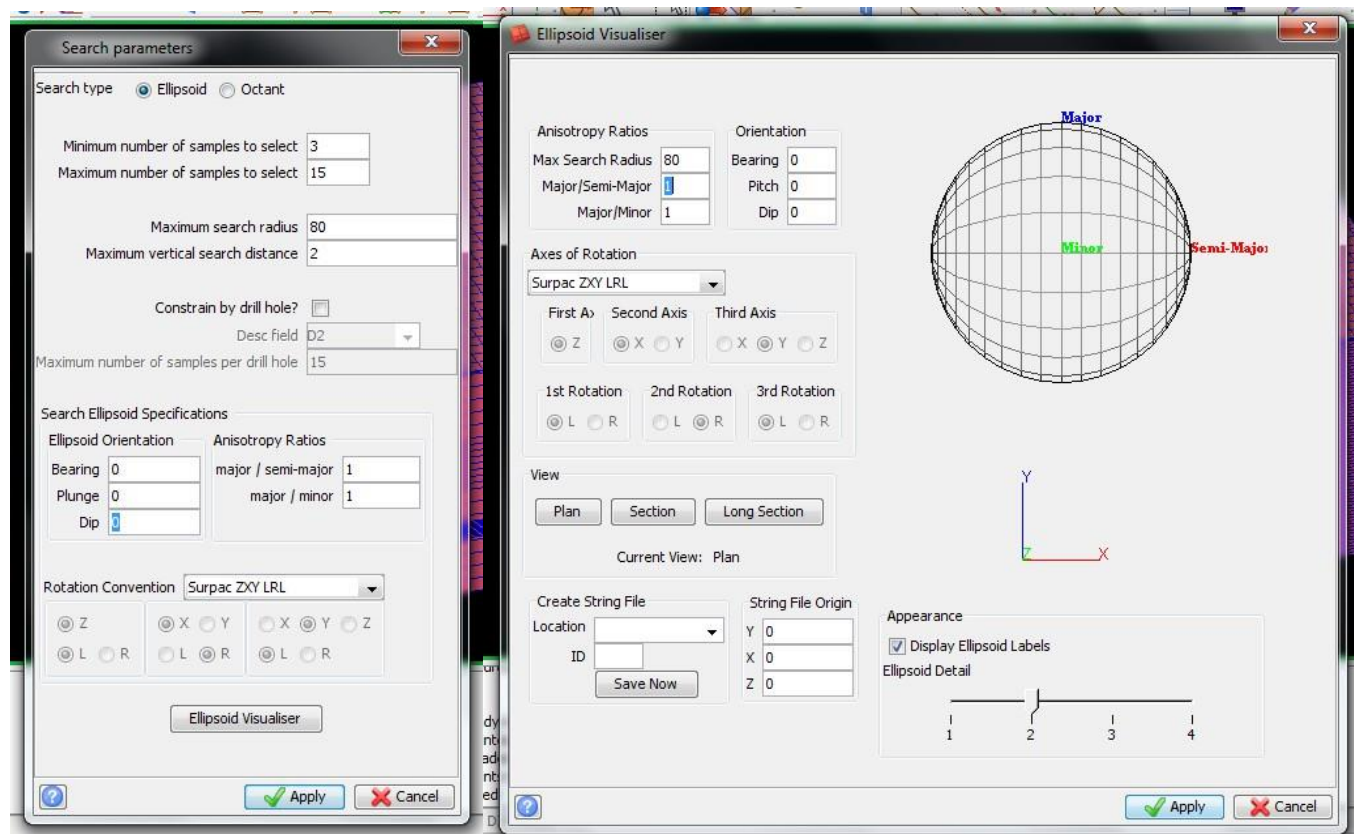 Search parameters
Search type Ellipsoid Octant
Minimum number of samples to select 3
Maximum number of samples to select 15
Maximum search radius 80
Maximum vertical search distance 2
Constrain by drill hole?
Desc field D2
Maximum number of samples per drill hole 15
Search Ellipsoid Specifications
Ellipsoid Orientation Anisotropy Ratios
Bearing 0 major / semi-major 1
Plunge 0 major / minor 1
Dip 0
Rotation Convention Surpac ZXY LRL
Z X Y X Y Z
L R L R L R
Ellipsoid Visualiser
Apply Cancel
Ellipsoid Visualiser
Anisotropy Ratios Orientation
Max Search Radius 80 Bearing 0
Major/Semi-Major 1 Pitch 0
Major/Minor 1 Dip 0
Axes of Rotation
Surpac ZXY LRL
First Ax Second Axis Third Axis
Z X Y X Y Z
1st Rotation 2nd Rotation 3rd Rotation
L R L R L R
View
Plan Section Long Section
Current View: Plan
Create String File String File Origin
Location Y 0
ID X 0
Save Now Z 0
Major
Minor Semi-Major
Y
Z X
Appearance
Display Ellipsoid Labels
Ellipsoid Detail
1 2 3 4
Apply Cancel